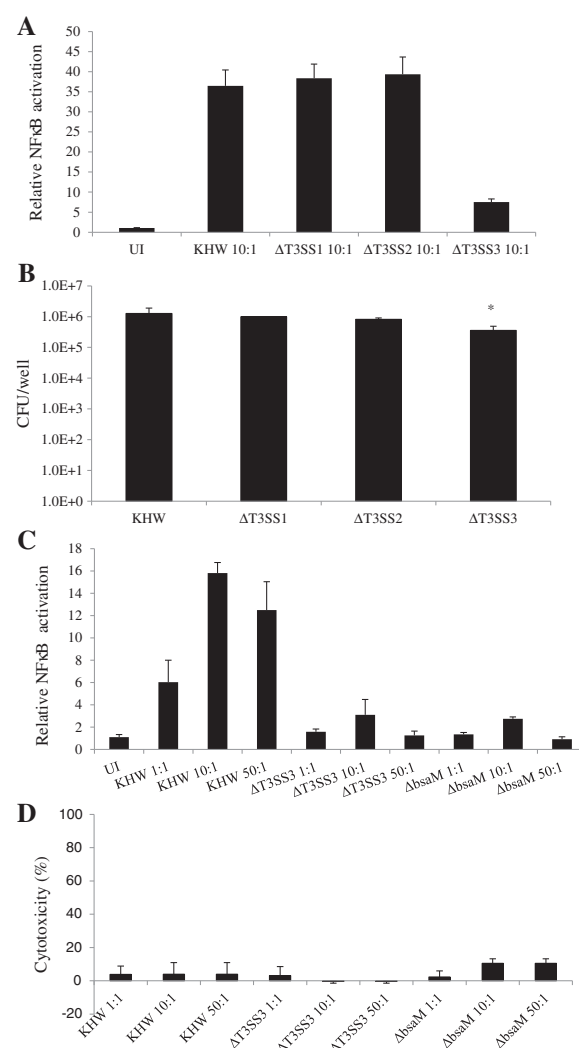 A
Relative NFκB activation
50
45
40
35
30
25
20
15
10
5
0
UI KHW 10:1 ΔT3SS1 10:1 ΔT3SS2 10:1 ΔT3SS3 10:1
B
CFU/well
1.0E+7
1.0E+6
1.0E+5
1.0E+4
1.0E+3
1.0E+2
1.0E+1
1.0E+0
*
KHW ΔT3SS1 ΔT3SS2 ΔT3SS3
C
Relative NFκB activation
18
16
14
12
10
8
6
4
2
0
UI KHW 1:1 KHW 10:1 KHW 50:1 ΔT3SS3 1:1 ΔT3SS3 10:1 ΔT3SS3 50:1 ΔbsaM 1:1 ΔbsaM 10:1 ΔbsaM 50:1
D
Cytotoxicity (%)
100
80
60
40
20
0
-20
KHW 1:1 KHW 10:1 KHW 50:1 ΔT3SS3 1:1 ΔT3SS3 10:1 ΔT3SS3 50:1 ΔbsaM 1:1 ΔbsaM 10:1 ΔbsaM 50:1